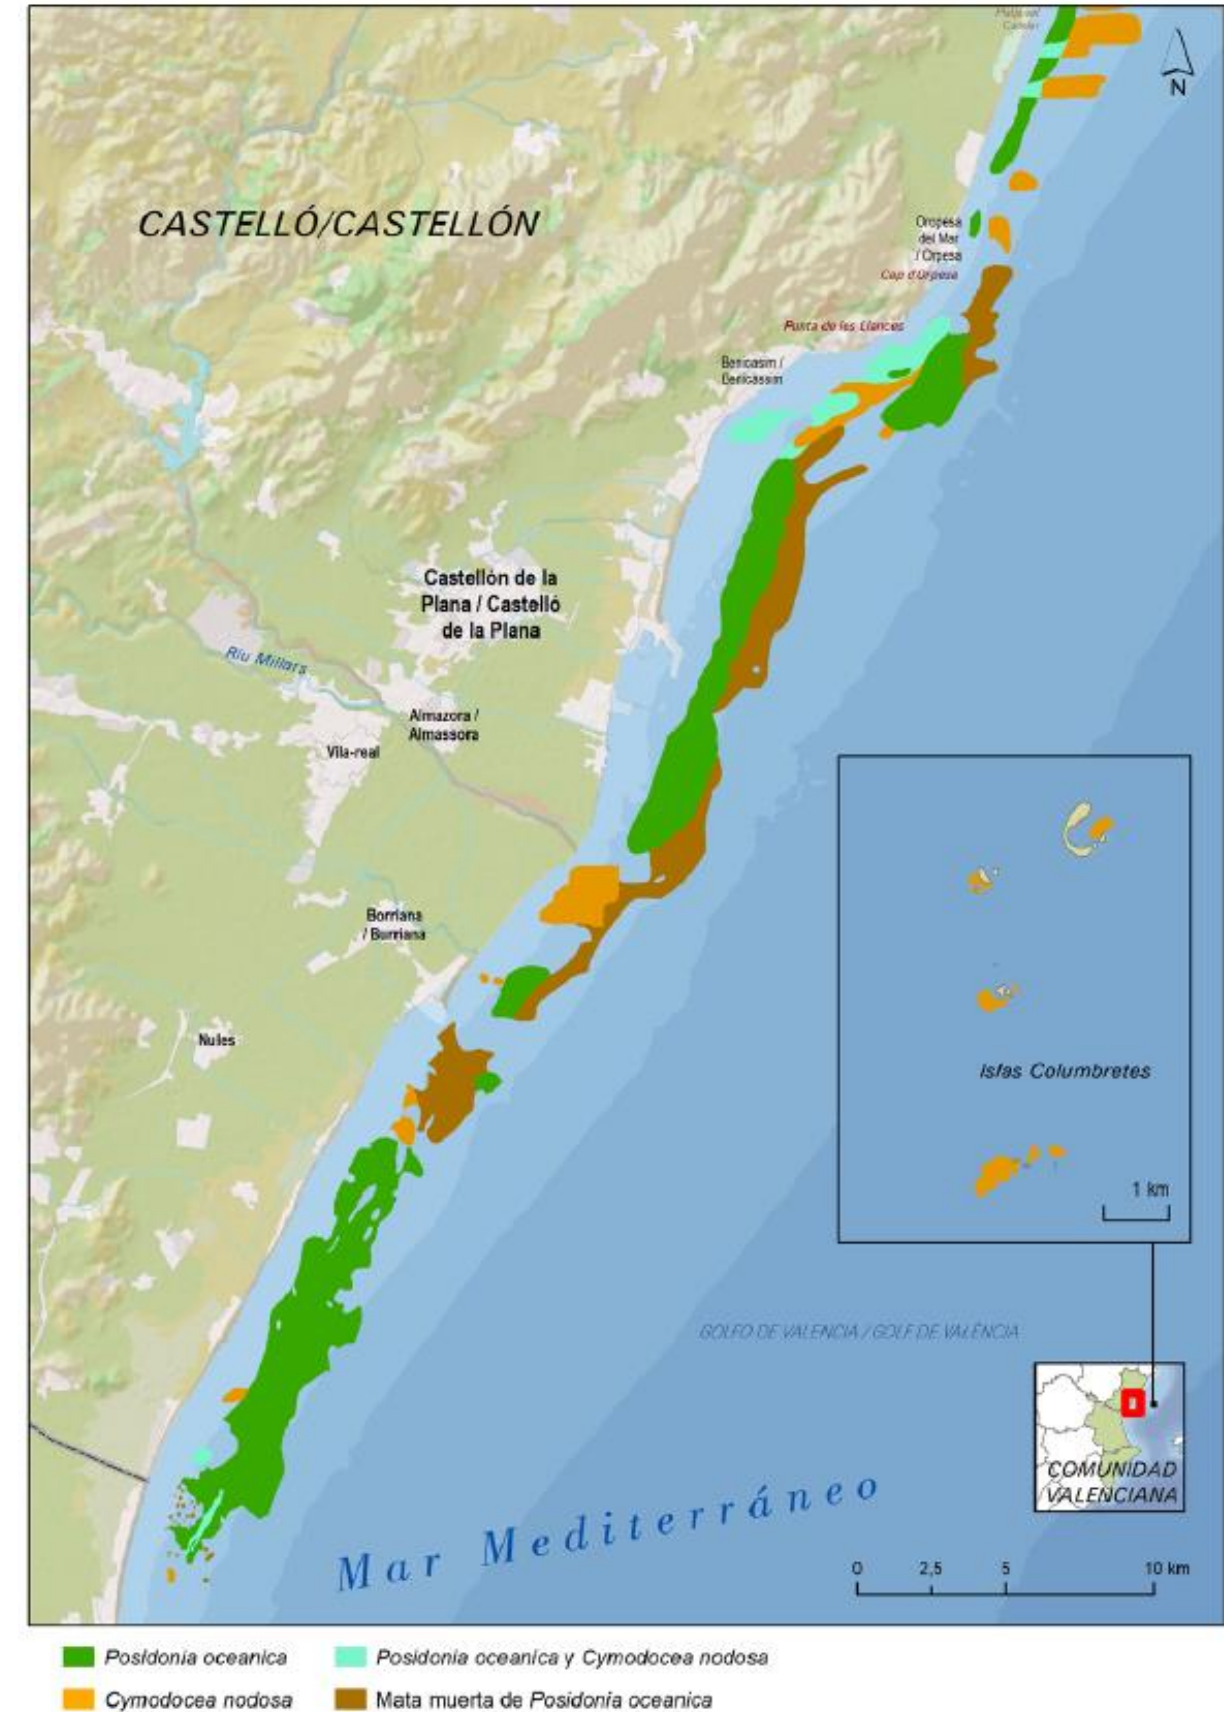 N
CASTELLÓ/CASTELLÓN
Oropesa
del Mar
/ Orpesa
Cap d'Orpesa
Punta de les Llances
Benicasim /
Benicàssim
Castellón de la
Plana / Castelló
de la Plana
Riu Millars
Almazora /
Almassora
Vila-real
Borriana
/ Burriana
Nules
Islas Columbretes
1 km
GOLFO DE VALENCIA / GOLF DE VALÈNCIA
COMUNIDAD
VALENCIANA
Mar Mediterráneo
0 2,5 5 10 km
Posidonia oceanica
Posidonia oceanica y Cymodocea nodosa
Cymodocea nodosa
Mata muerta de Posidonia oceanica